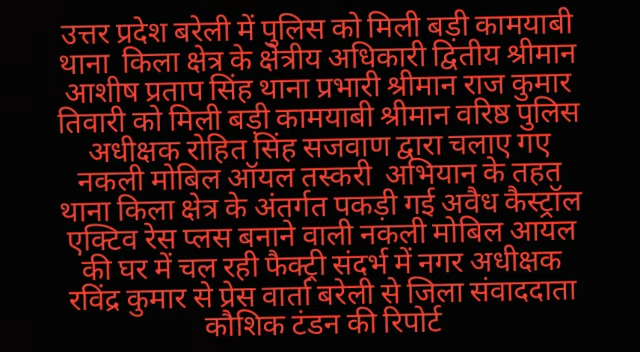 उत्तर प्रदेश बरेली में पुलिस को मिली बड़ी कामयाबी
थाना किला क्षेत्र के क्षेत्रीय अधिकारी द्वितीय श्रीमान
आशीष प्रताप सिंह थाना प्रभारी श्रीमान राज कुमार
तिवारी को मिली बड़ी कामयाबी श्रीमान वरिष्ठ पुलिस
अधीक्षक रोहित सिंह सजवाण द्वारा चलाए गए
नकली मोबिल ऑयल तस्करी अभियान के तहत
थाना किला क्षेत्र के अंतर्गत पकड़ी गई अवैध कैस्ट्रॉल
एक्टिव रेस प्लस बनाने वाली नकली मोबिल आयल
की घर में चल रही फैक्ट्री संदर्भ में नगर अधीक्षक
रविंद्र कुमार से प्रेस वार्ता बरेली से जिला संवाददाता
कौशिक टंडन की रिपोर्ट